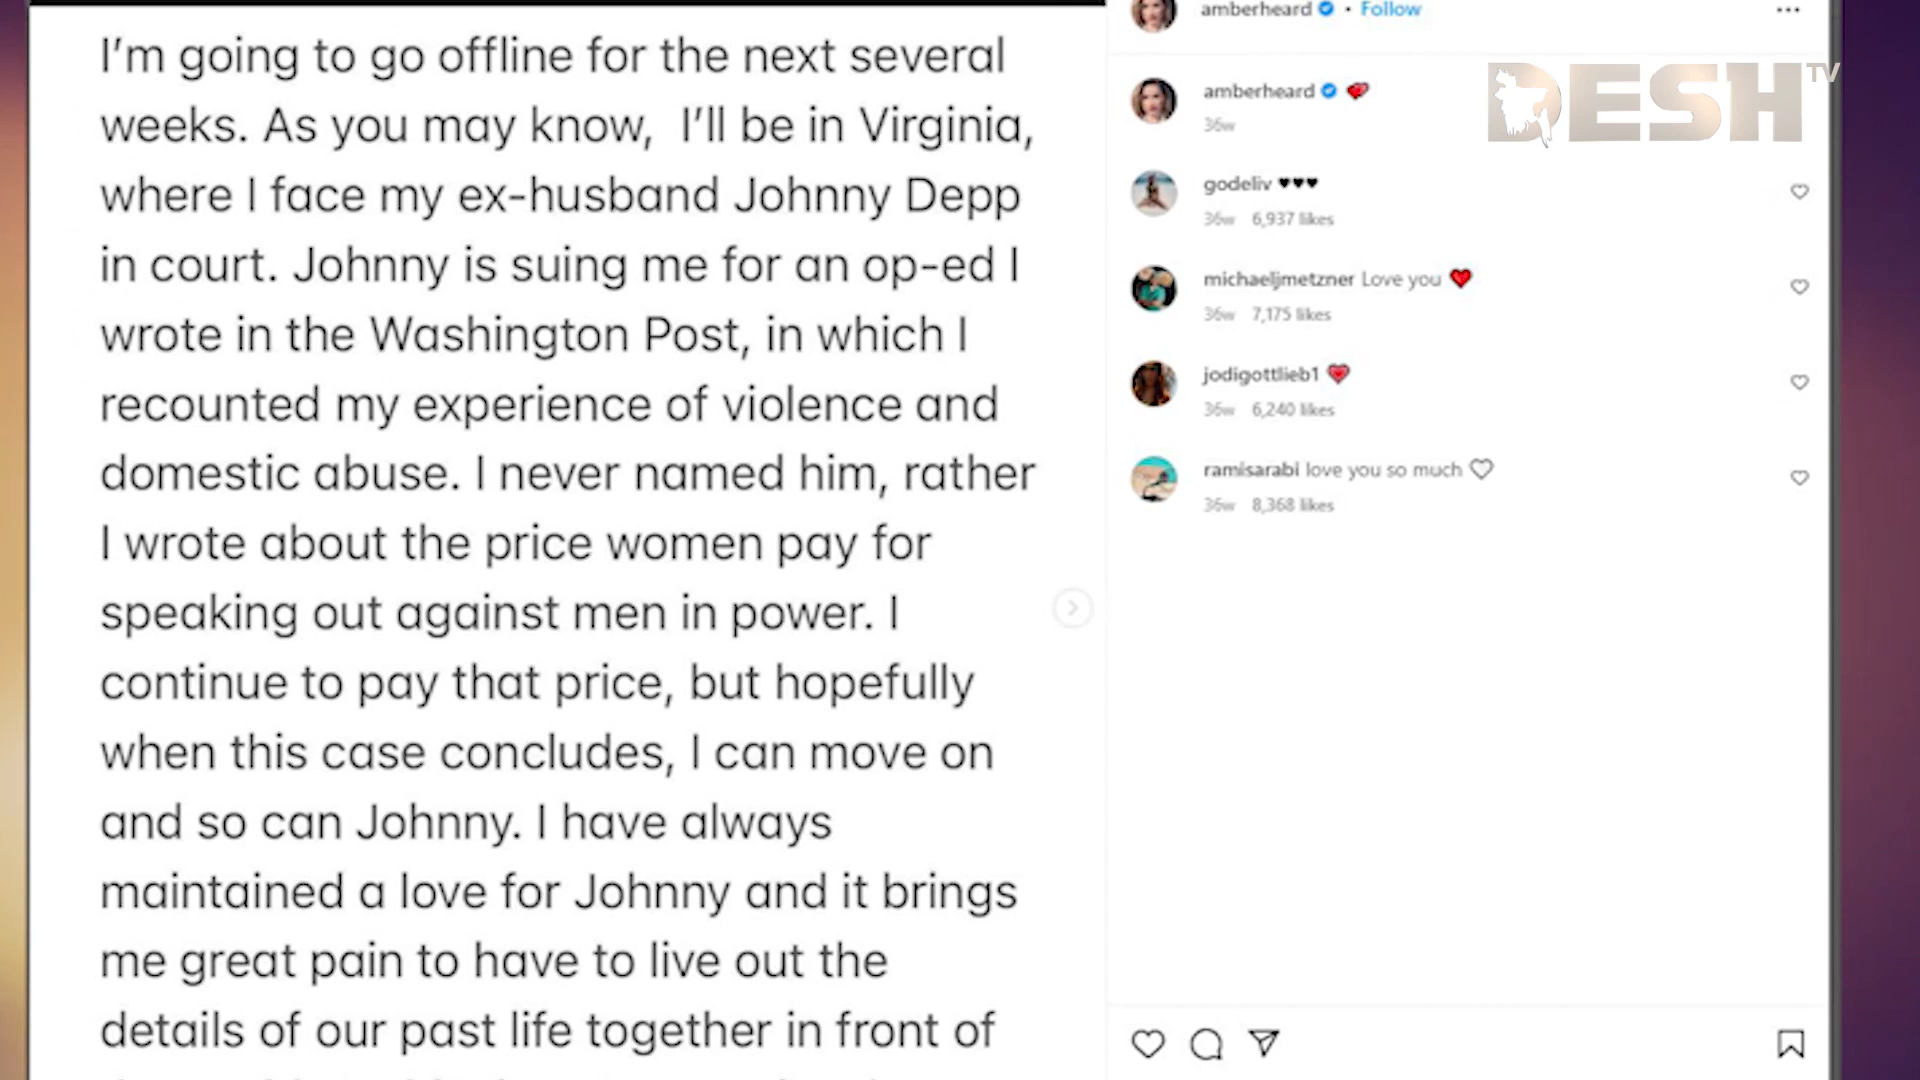 I'm going to go offline for the next several
weeks. As you may know, I'll be in Virginia,
where I face my ex-husband Johnny Depp
in court. Johnny is suing me for an op-ed I
wrote in the Washington Post, in which I
recounted my experience of violence and
domestic abuse. I never named him, rather
I wrote about the price women pay for
speaking out against men in power. I
continue to pay that price, but hopefully
when this case concludes, I can move on
and so can Johnny. I have always
maintained a love for Johnny and it brings
me great pain to have to live out the
details of our past life together in front of
amberheard • Follow
DESH TV
amberheard
36w
godeliv ♥♥♥
36w 6,937 likes
michaeljmetzner Love you ❤️
36w 7,175 likes
jodigottlieb1 💗
36w 6,240 likes
ramisarabi love you so much 🤍
36w 8,368 likes